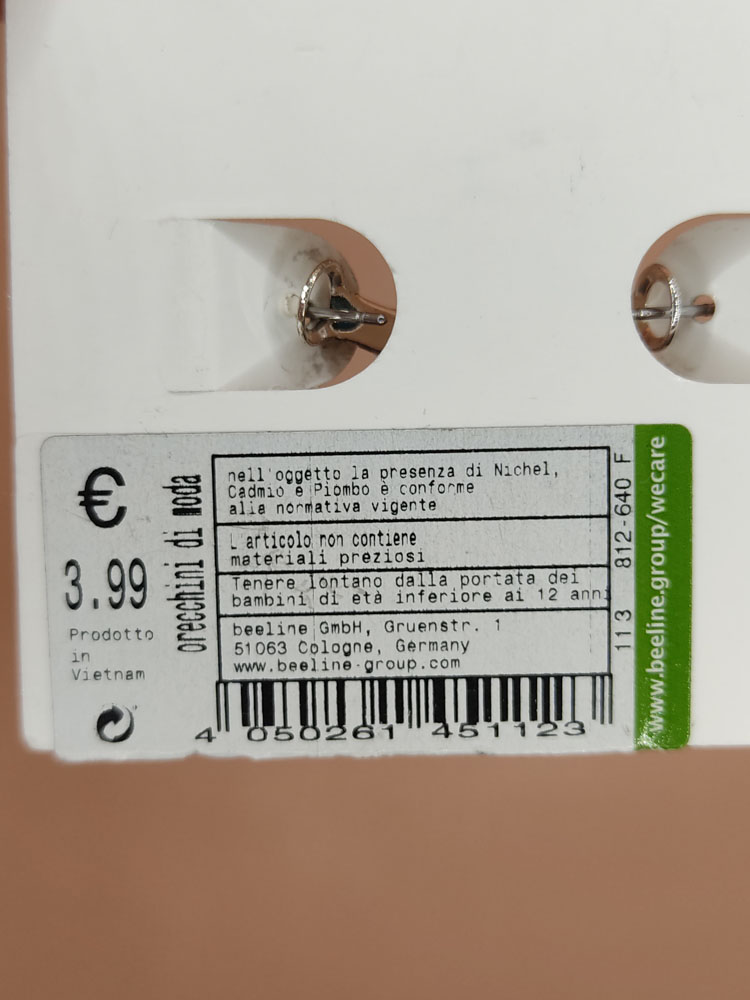 €
3.99
Prodotto
in
Vietnam
orecchini di moda
nell'oggetto la presenza di Nichel,
Cadmio e Piombo è conforme
alla normativa vigente
L'articolo non contiene
materiali preziosi
Tenere lontano dalla portata dei
bambini di età inferiore ai 12 anni
beeline GmbH, Gruenstr. 1
51063 Cologne, Germany
www.beeline-group.com
4 050261 451123
113 812-640 F
www.beeline.group/wecare